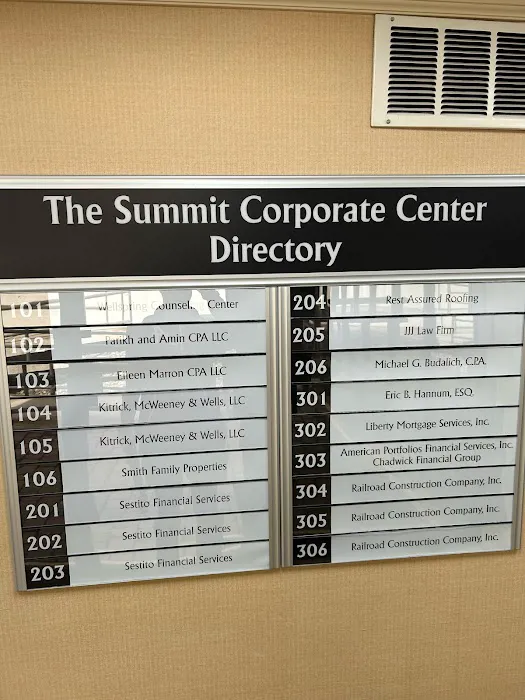 The Summit Corporate Center
Directory
101 Wellspring Counseling Center
102 Parikh and Amin CPA LLC
103 Eileen Marron CPA LLC
104 Kitrick, McWeeney & Wells, LLC
105 Kitrick, McWeeney & Wells, LLC
106 Smith Family Properties
201 Sestito Financial Services
202 Sestito Financial Services
203 Sestito Financial Services
204 Rest Assured Roofing
205 JJJ Law Firm
206 Michael G. Budalich, C.P.A.
301 Eric B. Hannum, ESQ
302 Liberty Mortgage Services, Inc.
303 American Portfolios Financial Services, Inc.
Chadwick Financial Group
304 Railroad Construction Company, Inc.
305 Railroad Construction Company, Inc.
306 Railroad Construction Company, Inc.